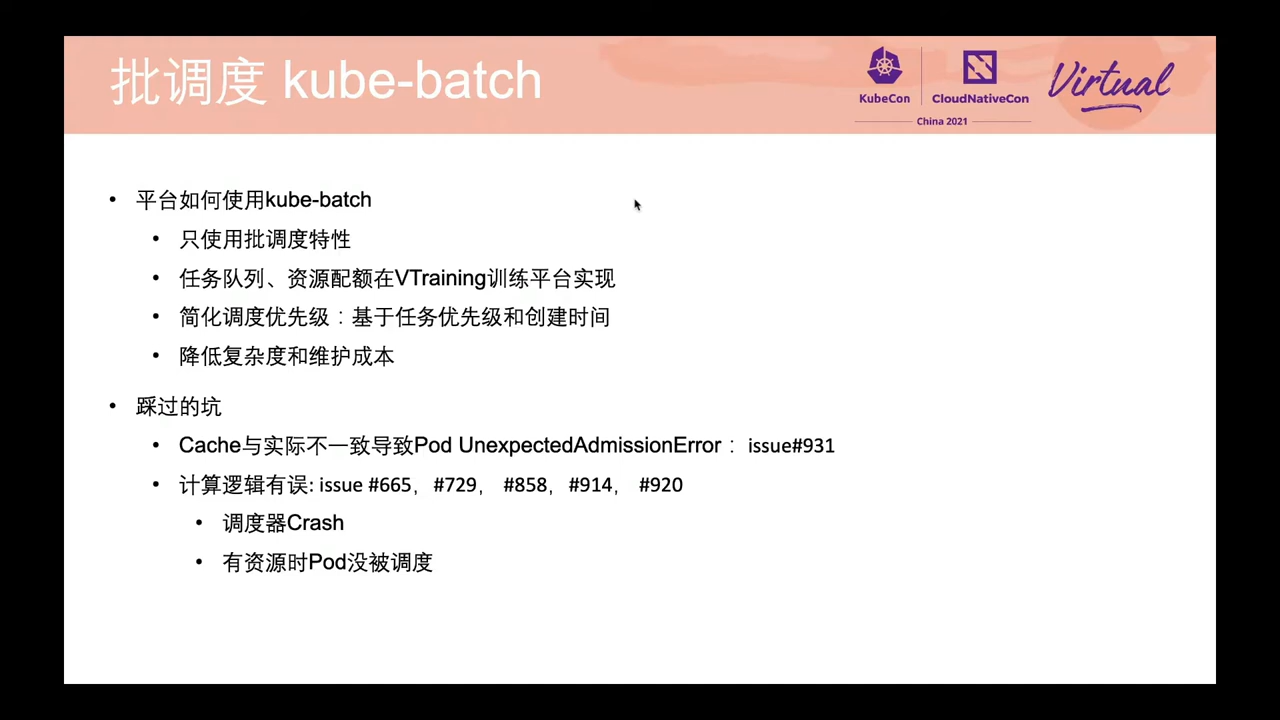 批调度 kube-batch
KubeCon
CloudNativeCon
China 2021
Virtual
• 平台如何使用kube-batch
• 只使用批调度特性
• 任务队列、资源配额在VTraining训练平台实现
• 简化调度优先级：基于任务优先级和创建时间
• 降低复杂度和维护成本
• 踩过的坑
• Cache与实际不一致导致Pod UnexpectedAdmissionError： issue#931
• 计算逻辑有误: issue #665，#729， #858，#914， #920
• 调度器Crash
• 有资源时Pod没被调度